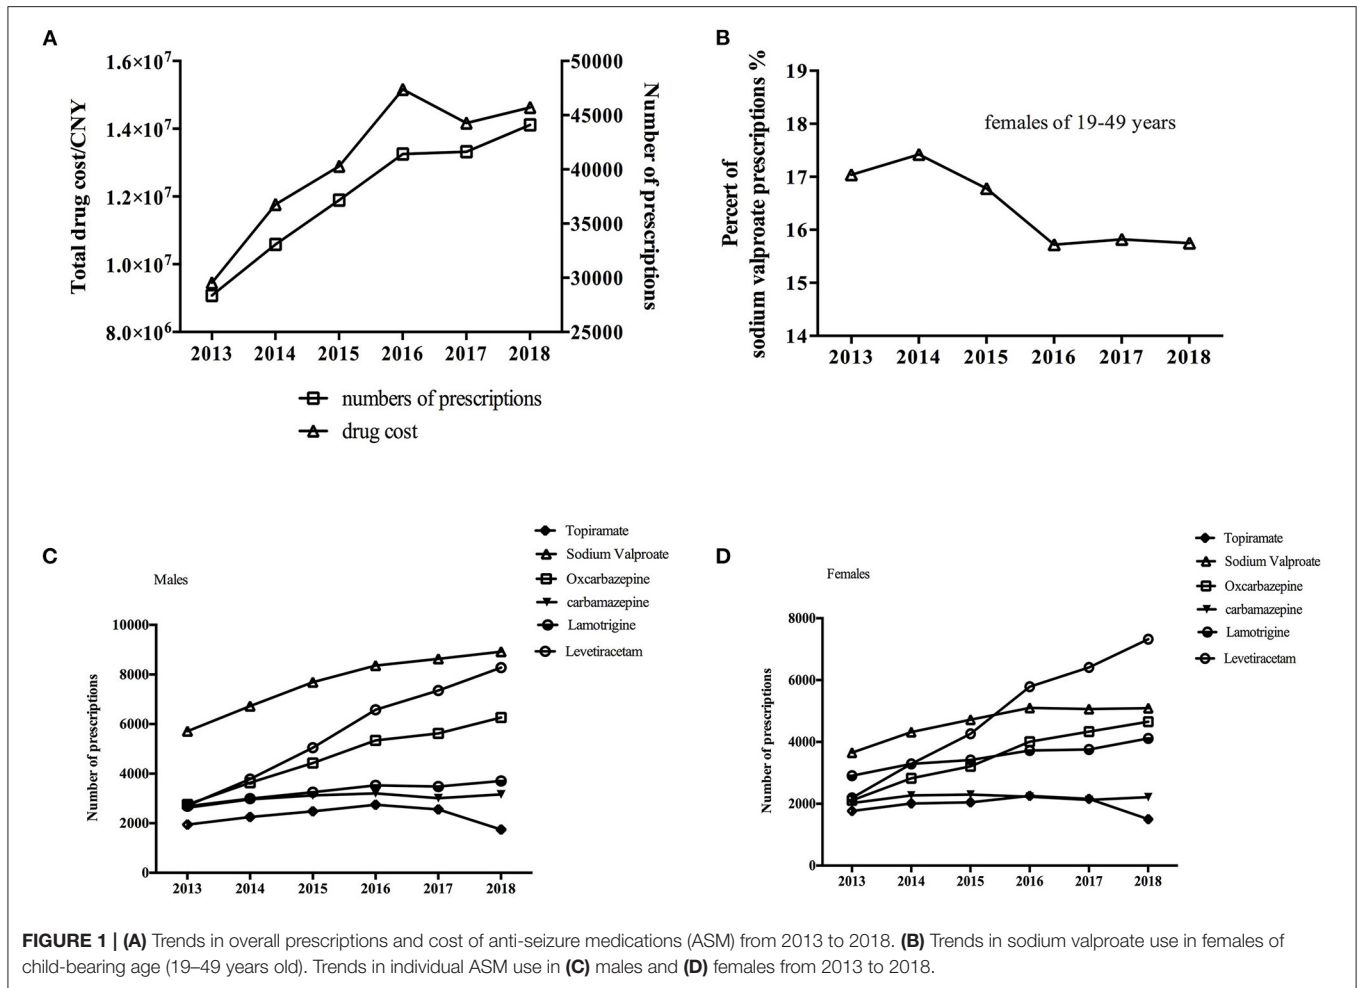 A
1.6×10⁷
1.4×10⁷
1.2×10⁷
1.0×10⁷
8.0×10⁶
Total drug cost/CNY
50000
45000
40000
35000
30000
25000
Number of prescriptions
2013 2014 2015 2016 2017 2018
numbers of prescriptions
drug cost
B
19
18
17
16
15
14
Percent of
sodium valproate prescriptions %
females of 19-49 years
2013 2014 2015 2016 2017 2018
C
Males
Topiramate
Sodium Valproate
Oxcarbazepine
carbamazepine
Lamotrigine
Levetiracetam
10000
8000
6000
4000
2000
0
Number of prescriptions
2013 2014 2015 2016 2017 2018
D
Females
Topiramate
Sodium Valproate
Oxcarbazepine
carbamazepine
Lamotrigine
Levetiracetam
8000
6000
4000
2000
0
Number of prescriptions
2013 2014 2015 2016 2017 2018
FIGURE 1 | (A) Trends in overall prescriptions and cost of anti-seizure medications (ASM) from 2013 to 2018. (B) Trends in sodium valproate use in females of
child-bearing age (19–49 years old). Trends in individual ASM use in (C) males and (D) females from 2013 to 2018.